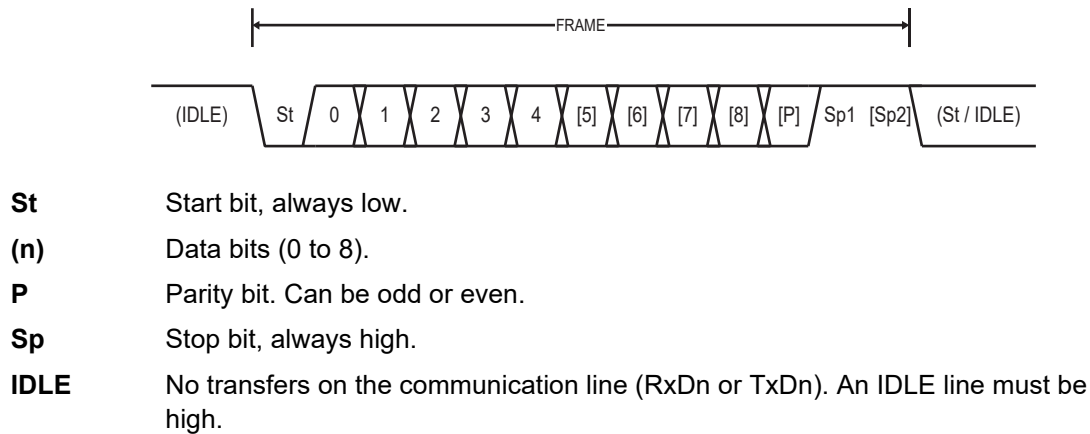 FRAME
(IDLE) St 0 1 2 3 4 [5] [6] [7] [8] [P] Sp1 [Sp2] (St / IDLE)
St Start bit, always low.
(n) Data bits (0 to 8).
P Parity bit. Can be odd or even.
Sp Stop bit, always high.
IDLE No transfers on the communication line (RxDn or TxDn). An IDLE line must be
high.